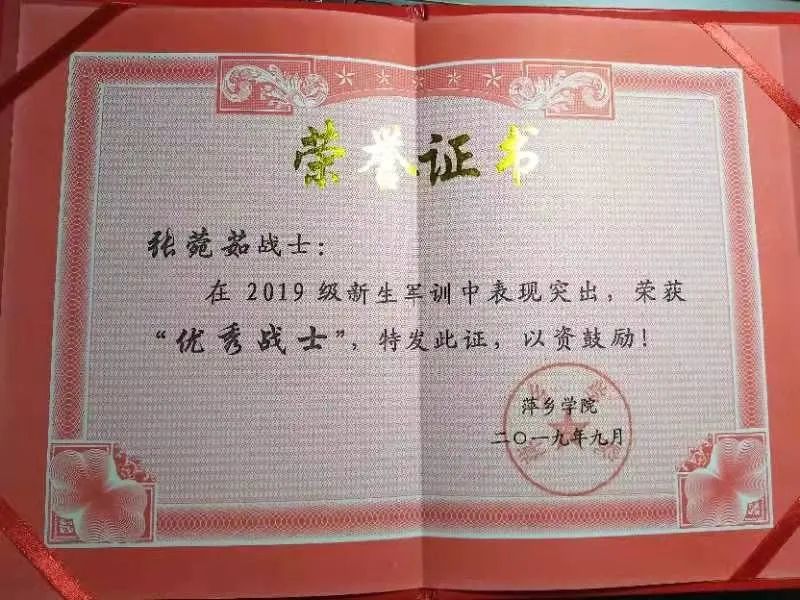 荣誉证书
张菀茹战士：
在 2019 级新生军训中表现突出，荣获
“优秀战士”，特发此证，以资鼓励！
萍乡学院
二〇一九年九月